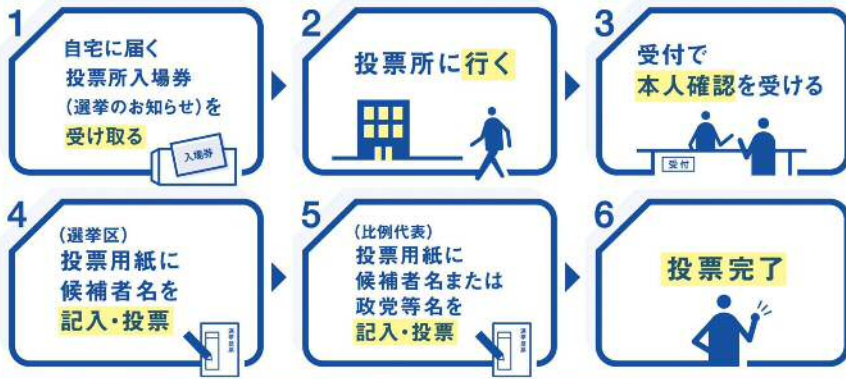 1
自宅に届く
投票所入場券
(選挙のお知らせ)を
受け取る
入場券
2
投票所に行く
3
受付で
本人確認を受ける
受付
4
(選挙区)
投票用紙に
候補者名を
記入・投票
5
(比例代表)
投票用紙に
候補者名または
政党等名を
記入・投票
6
投票完了